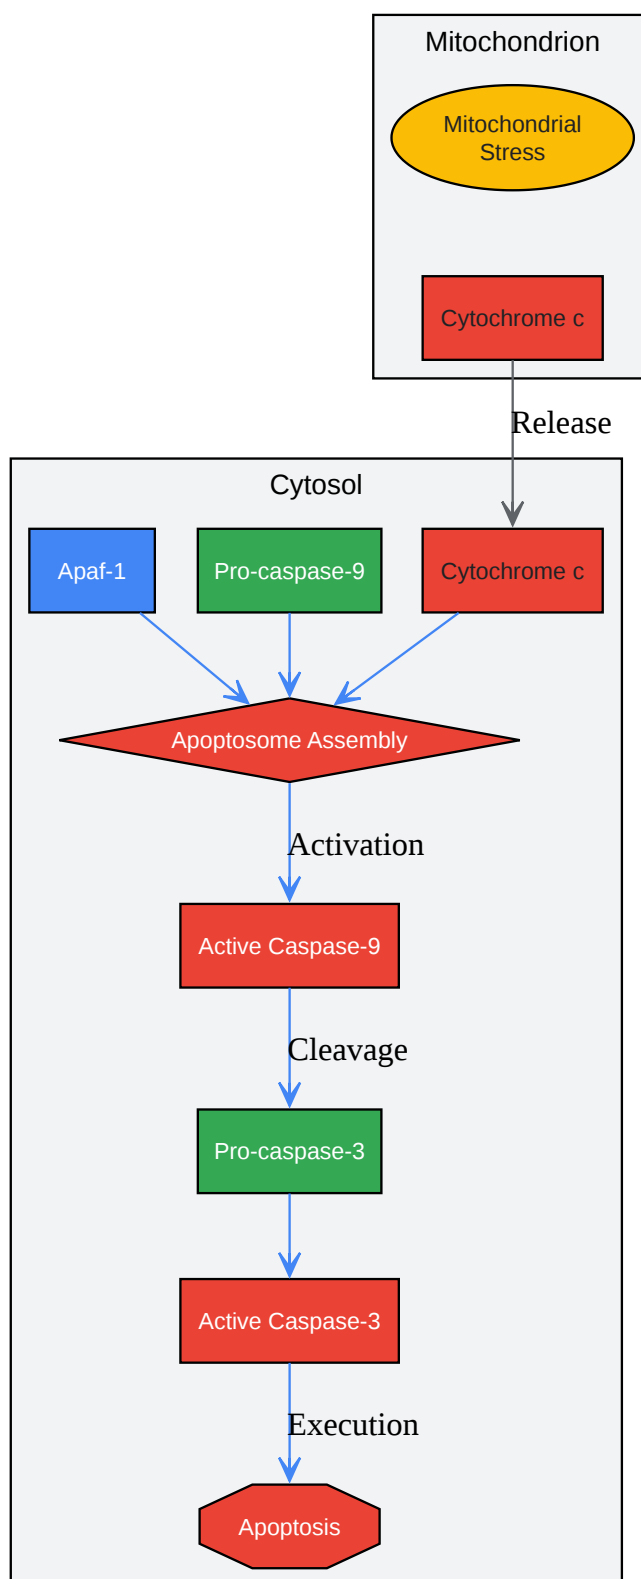 Mitochondrion
Mitochondrial
Stress
Cytochrome c
Release
Cytosol
Apaf-1
Pro-caspase-9
Cytochrome c
Apoptosome Assembly
Activation
Active Caspase-9
Cleavage
Pro-caspase-3
Active Caspase-3
Execution
Apoptosis